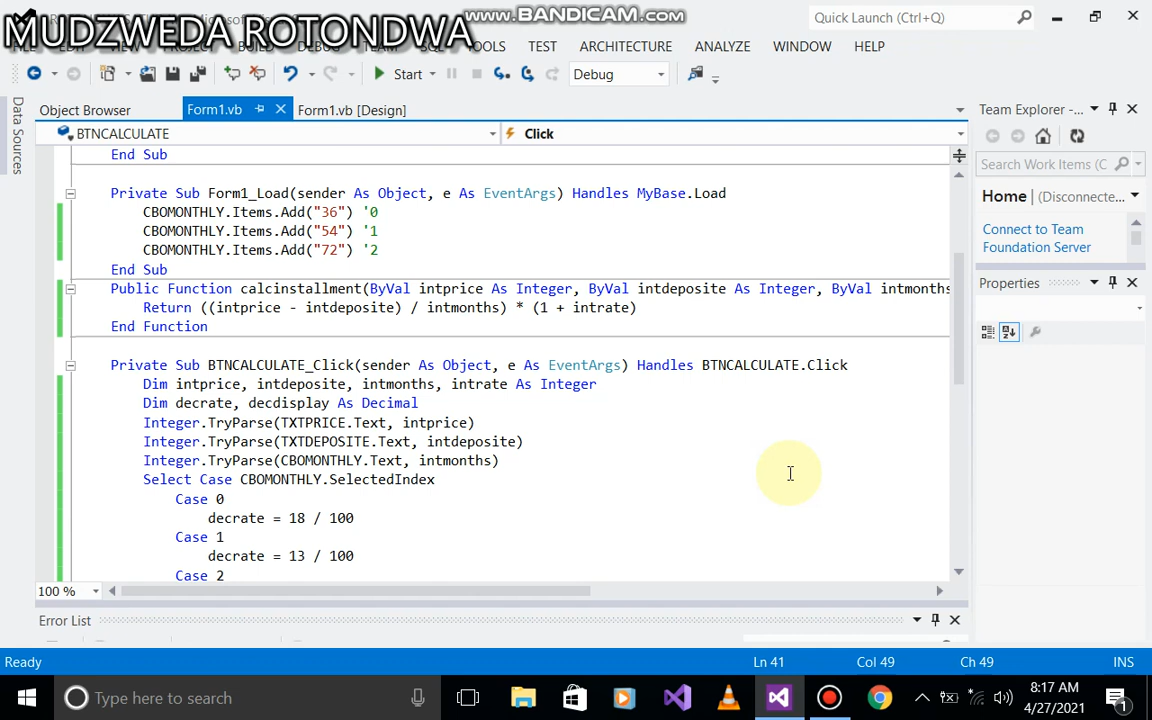 www.BANDICAM.com
MUDZWEDA ROTONDWA
Quick Launch (Ctrl+Q)
TOOLS TEST ARCHITECTURE ANALYZE WINDOW HELP
Start Debug
Data Sources
Object Browser Form1.vb Form1.vb [Design]
BTNCALCULATE Click
End Sub
Private Sub Form1_Load(sender As Object, e As EventArgs) Handles MyBase.Load
CBOMONTHLY.Items.Add("36") '0
CBOMONTHLY.Items.Add("54") '1
CBOMONTHLY.Items.Add("72") '2
End Sub
Public Function calcinstallment(ByVal intprice As Integer, ByVal intdeposite As Integer, ByVal intmonths
Return ((intprice - intdeposite) / intmonths) * (1 + intrate)
End Function
Private Sub BTNCALCULATE_Click(sender As Object, e As EventArgs) Handles BTNCALCULATE.Click
Dim intprice, intdeposite, intmonths, intrate As Integer
Dim decrate, decdisplay As Decimal
Integer.TryParse(TXTPRICE.Text, intprice)
Integer.TryParse(TXTDEPOSITE.Text, intdeposite)
Integer.TryParse(CBOMONTHLY.Text, intmonths)
Select Case CBOMONTHLY.SelectedIndex
Case 0
decrate = 18 / 100
Case 1
decrate = 13 / 100
Case 2
100 %
Error List
Team Explorer -...
Search Work Items (C
Home | (Disconnecte...
Connect to Team
Foundation Server
Properties
Ready Ln 41 Col 49 Ch 49 INS
Type here to search
8:17 AM
4/27/2021
1